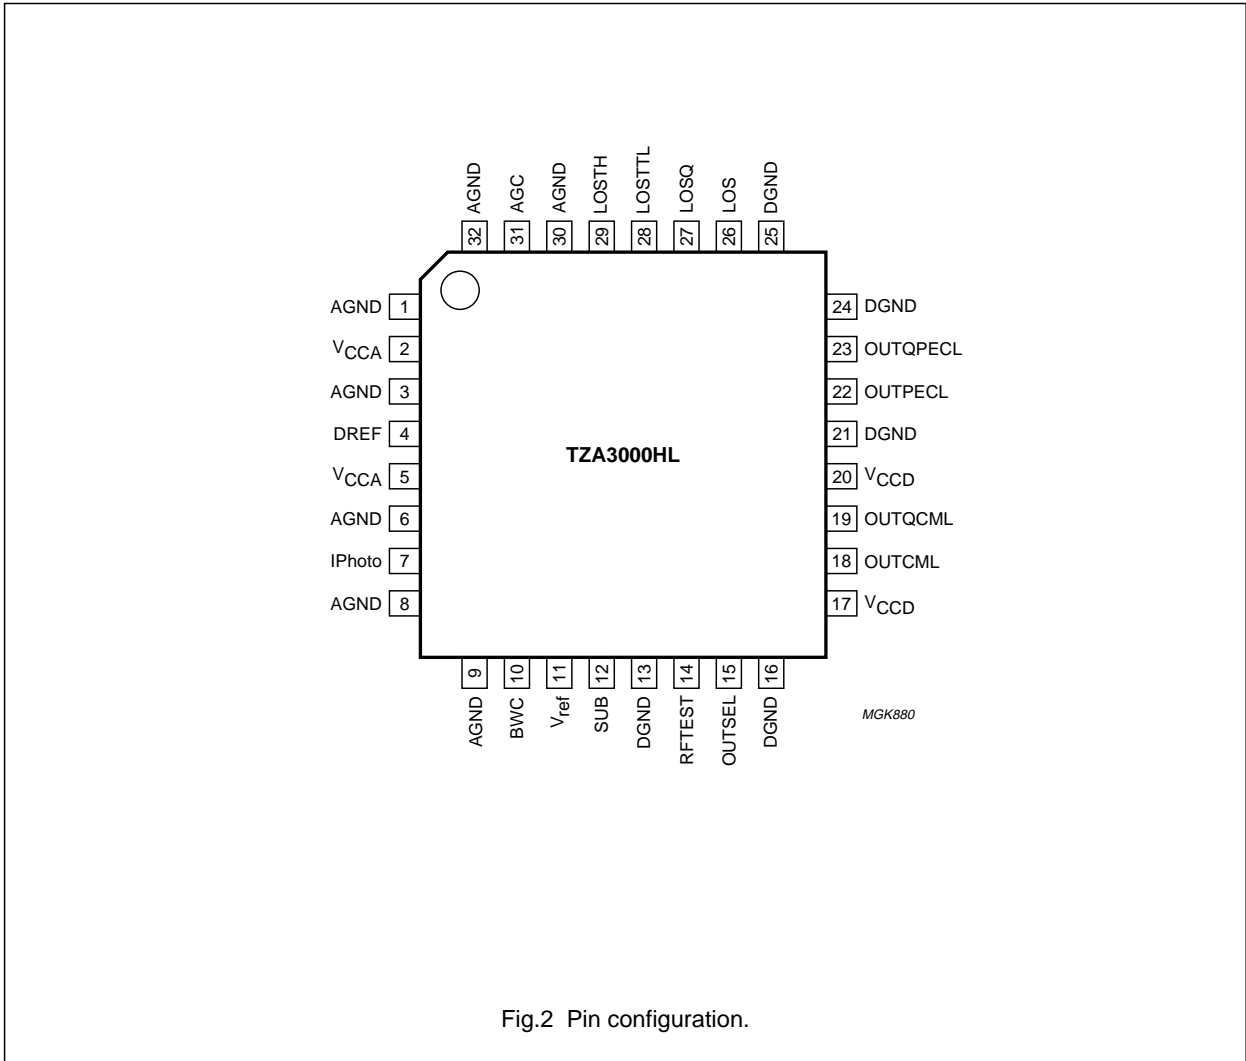 AGND
AGC
AGND
LOSTH
LOSTTL
LOSQ
LOS
DGND
32
31
30
29
28
27
26
25
AGND 1
VCCA 2
AGND 3
DREF 4
VCCA 5
AGND 6
IPhoto 7
AGND 8
TZA3000HL
24 DGND
23 OUTQPECL
22 OUTPECL
21 DGND
20 VCCD
19 OUTQCML
18 OUTCML
17 VCCD
9
10
11
12
13
14
15
16
AGND
BWC
Vref
SUB
DGND
RFTEST
OUTSEL
DGND
MGK880
Fig.2 Pin configuration.